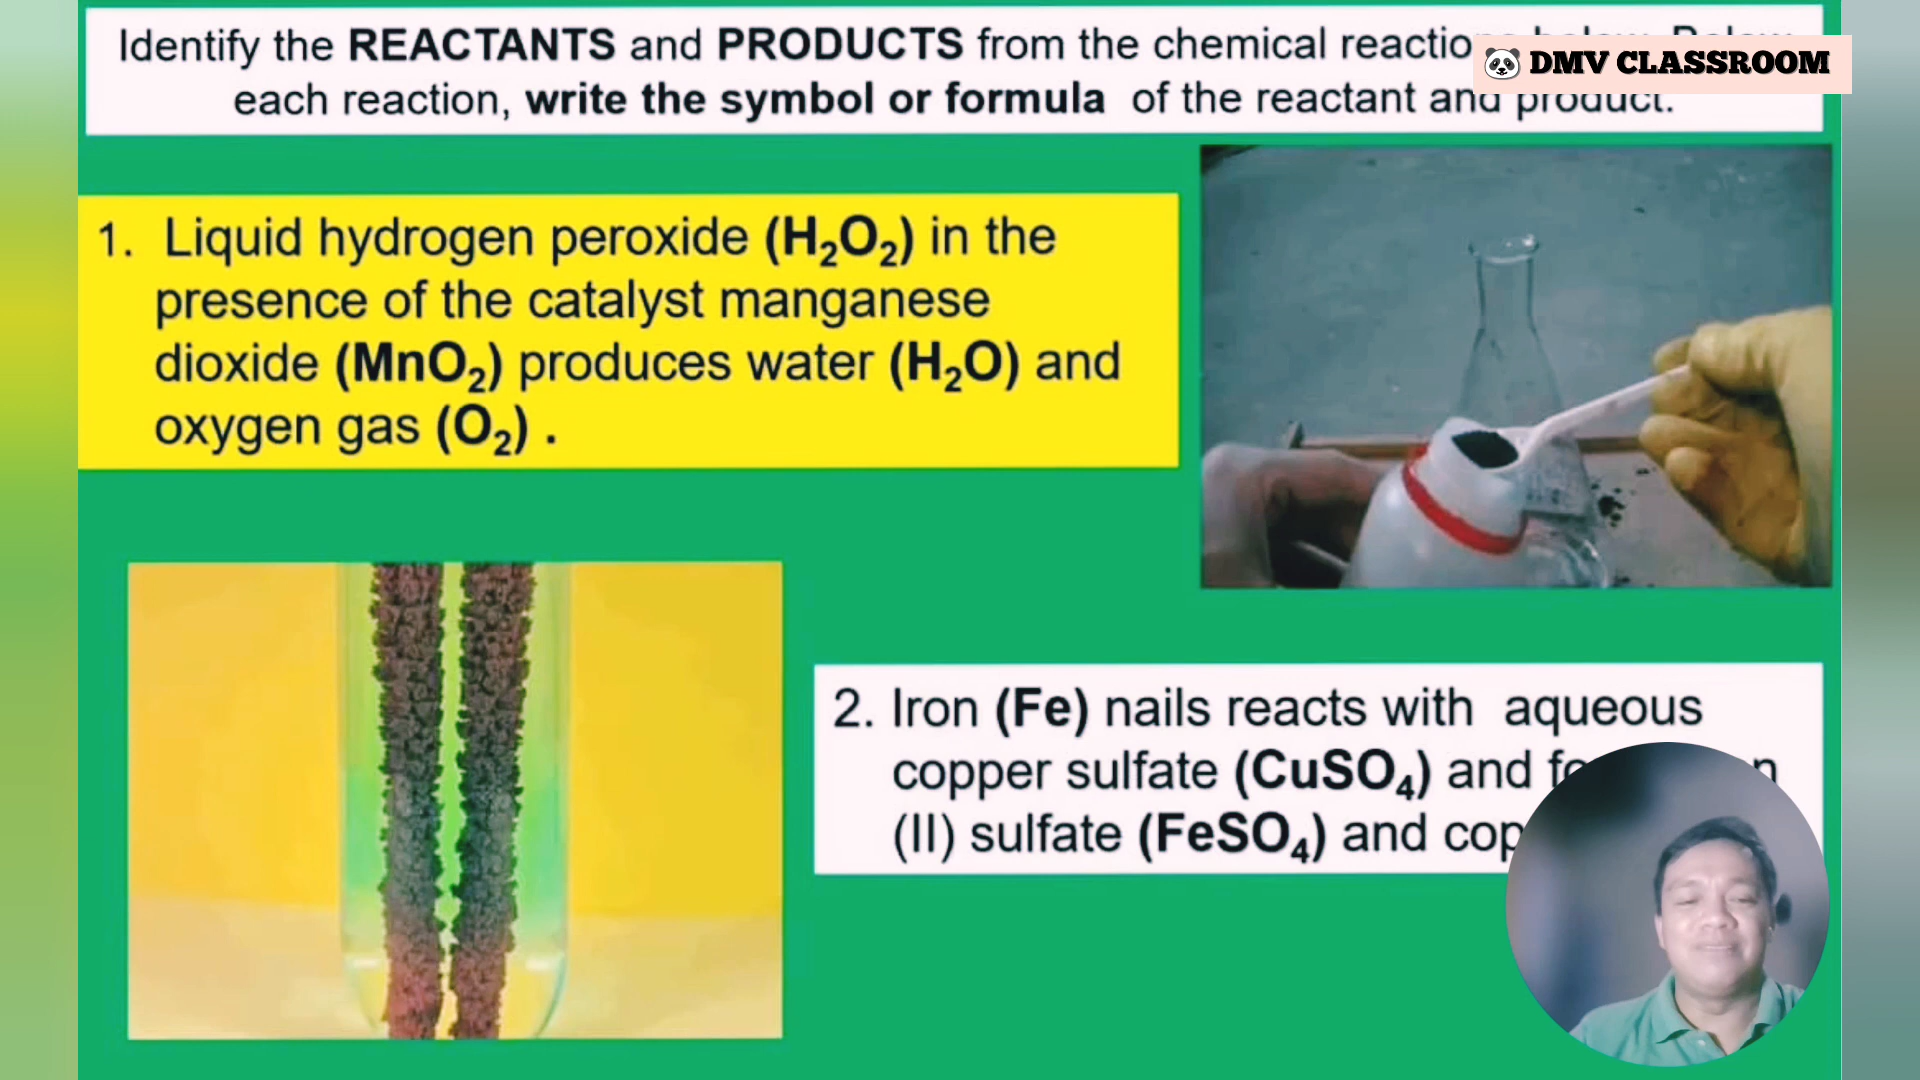 Identify the REACTANTS and PRODUCTS from the chemical
🐼 DMV CLASSROOM
each reaction, write the symbol or formula of the reactant and product.
1. Liquid hydrogen peroxide (H₂O₂) in the
presence of the catalyst manganese
dioxide (MnO₂) produces water (H₂O) and
oxygen gas (O₂) .
2. Iron (Fe) nails reacts with aqueous
copper sulfate (CuSO₄) and
(II) sulfate (FeSO₄) and